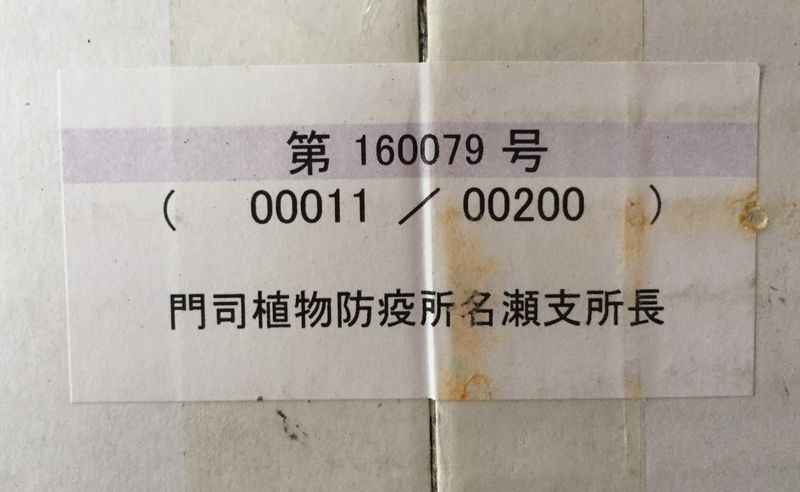 第 160079 号
( 00011 ／ 00200 )
門司植物防疫所名瀬支所長